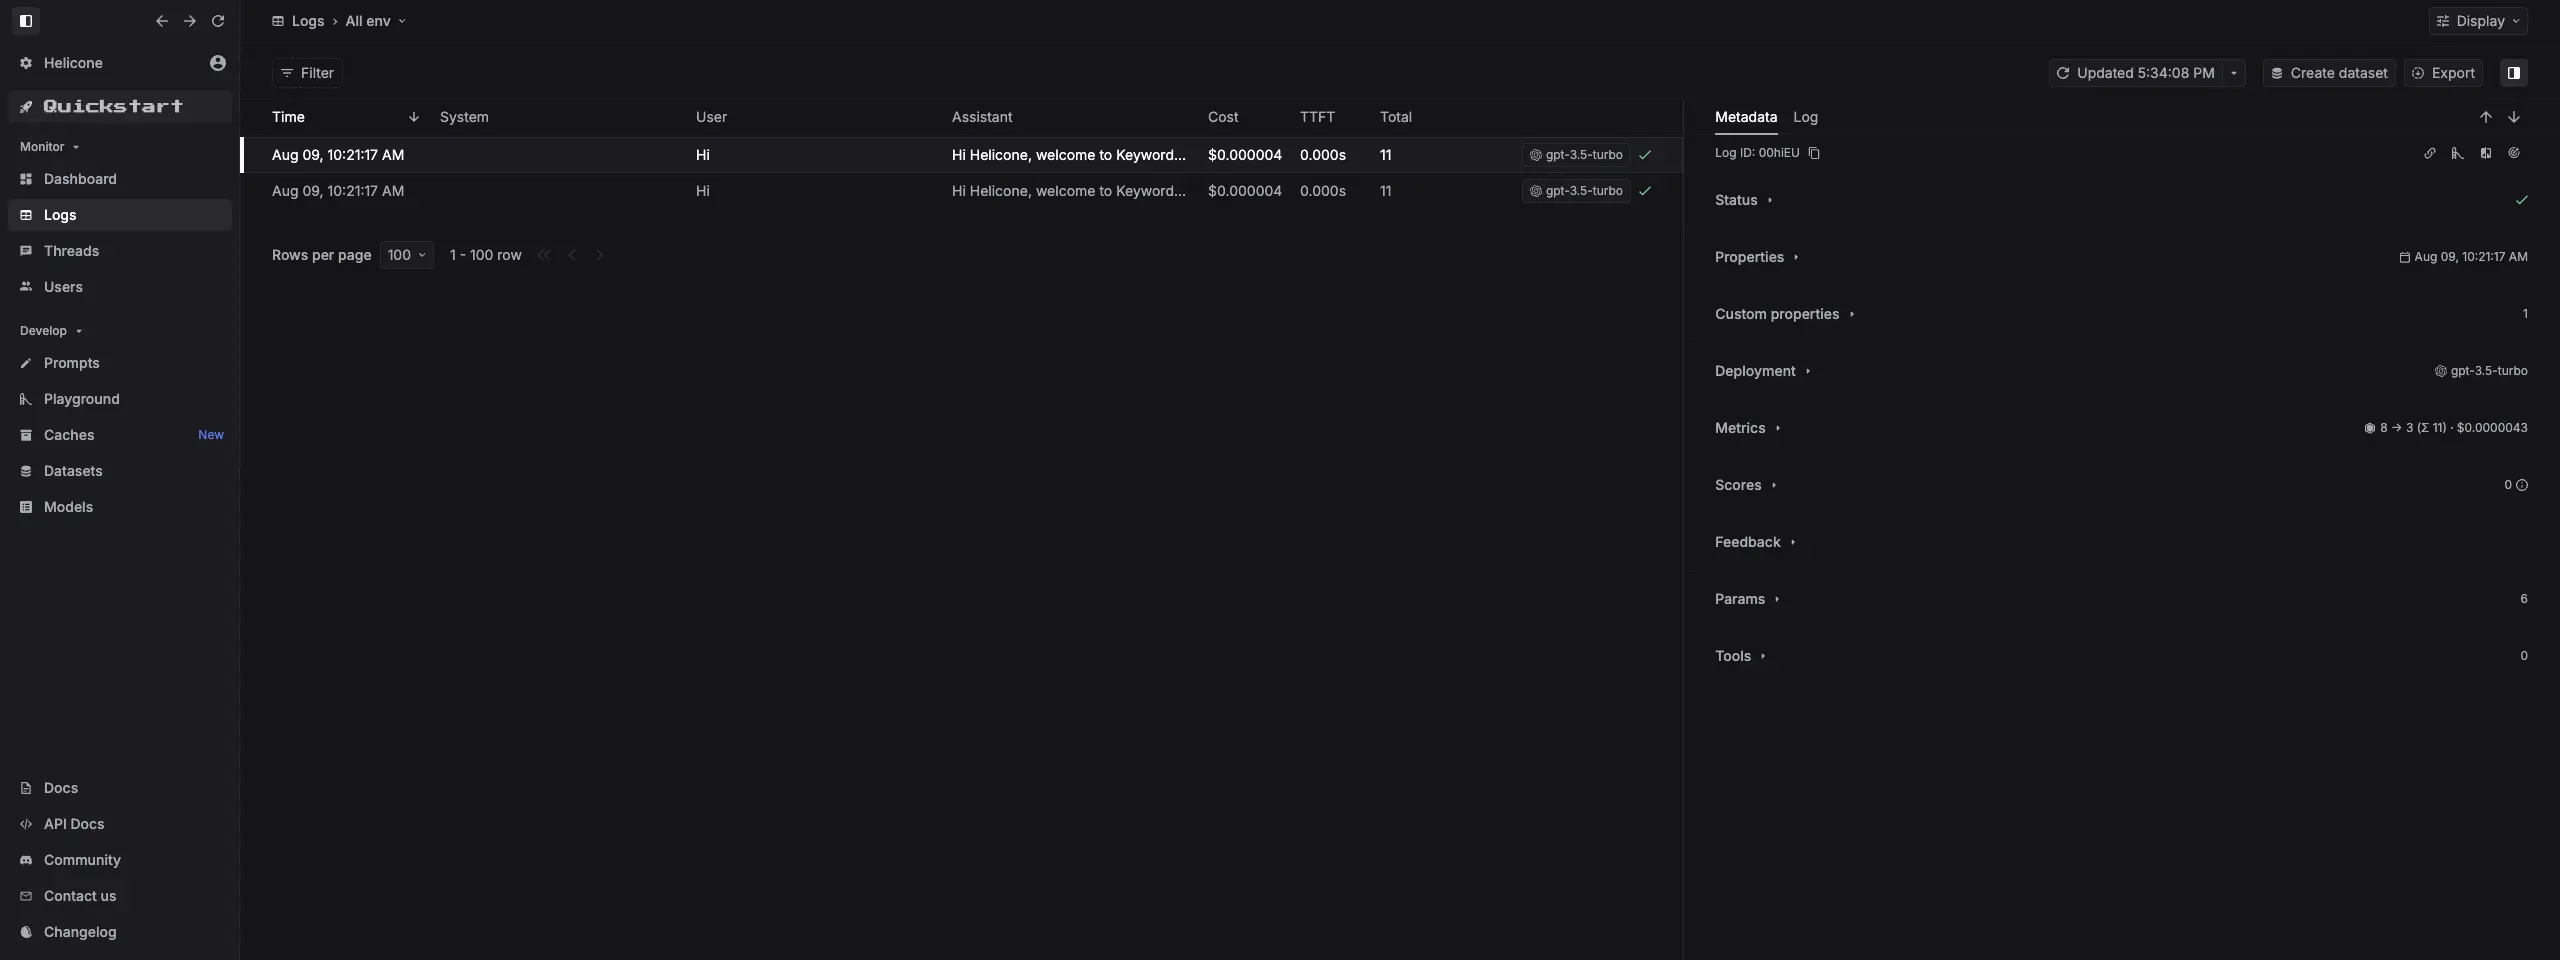 Logs › All env
Display
Helicone
Filter
Updated 5:34:08 PM
Create dataset
Export
Quickstart
Monitor
Dashboard
Logs
Threads
Users
Develop
Prompts
Playground
Caches New
Datasets
Models
Docs
API Docs
Community
Contact us
Changelog
Time System User Assistant Cost TTFT Total
Aug 09, 10:21:17 AM Hi Hi Helicone, welcome to Keyword... $0.000004 0.000s 11 gpt-3.5-turbo
Aug 09, 10:21:17 AM Hi Hi Helicone, welcome to Keyword... $0.000004 0.000s 11 gpt-3.5-turbo
Rows per page 100 1 - 100 row
Metadata Log
Log ID: 00hiEU
Status
Properties Aug 09, 10:21:17 AM
Custom properties 1
Deployment gpt-3.5-turbo
Metrics 8 → 3 (Σ 11) · $0.0000043
Scores 0
Feedback
Params 6
Tools 0